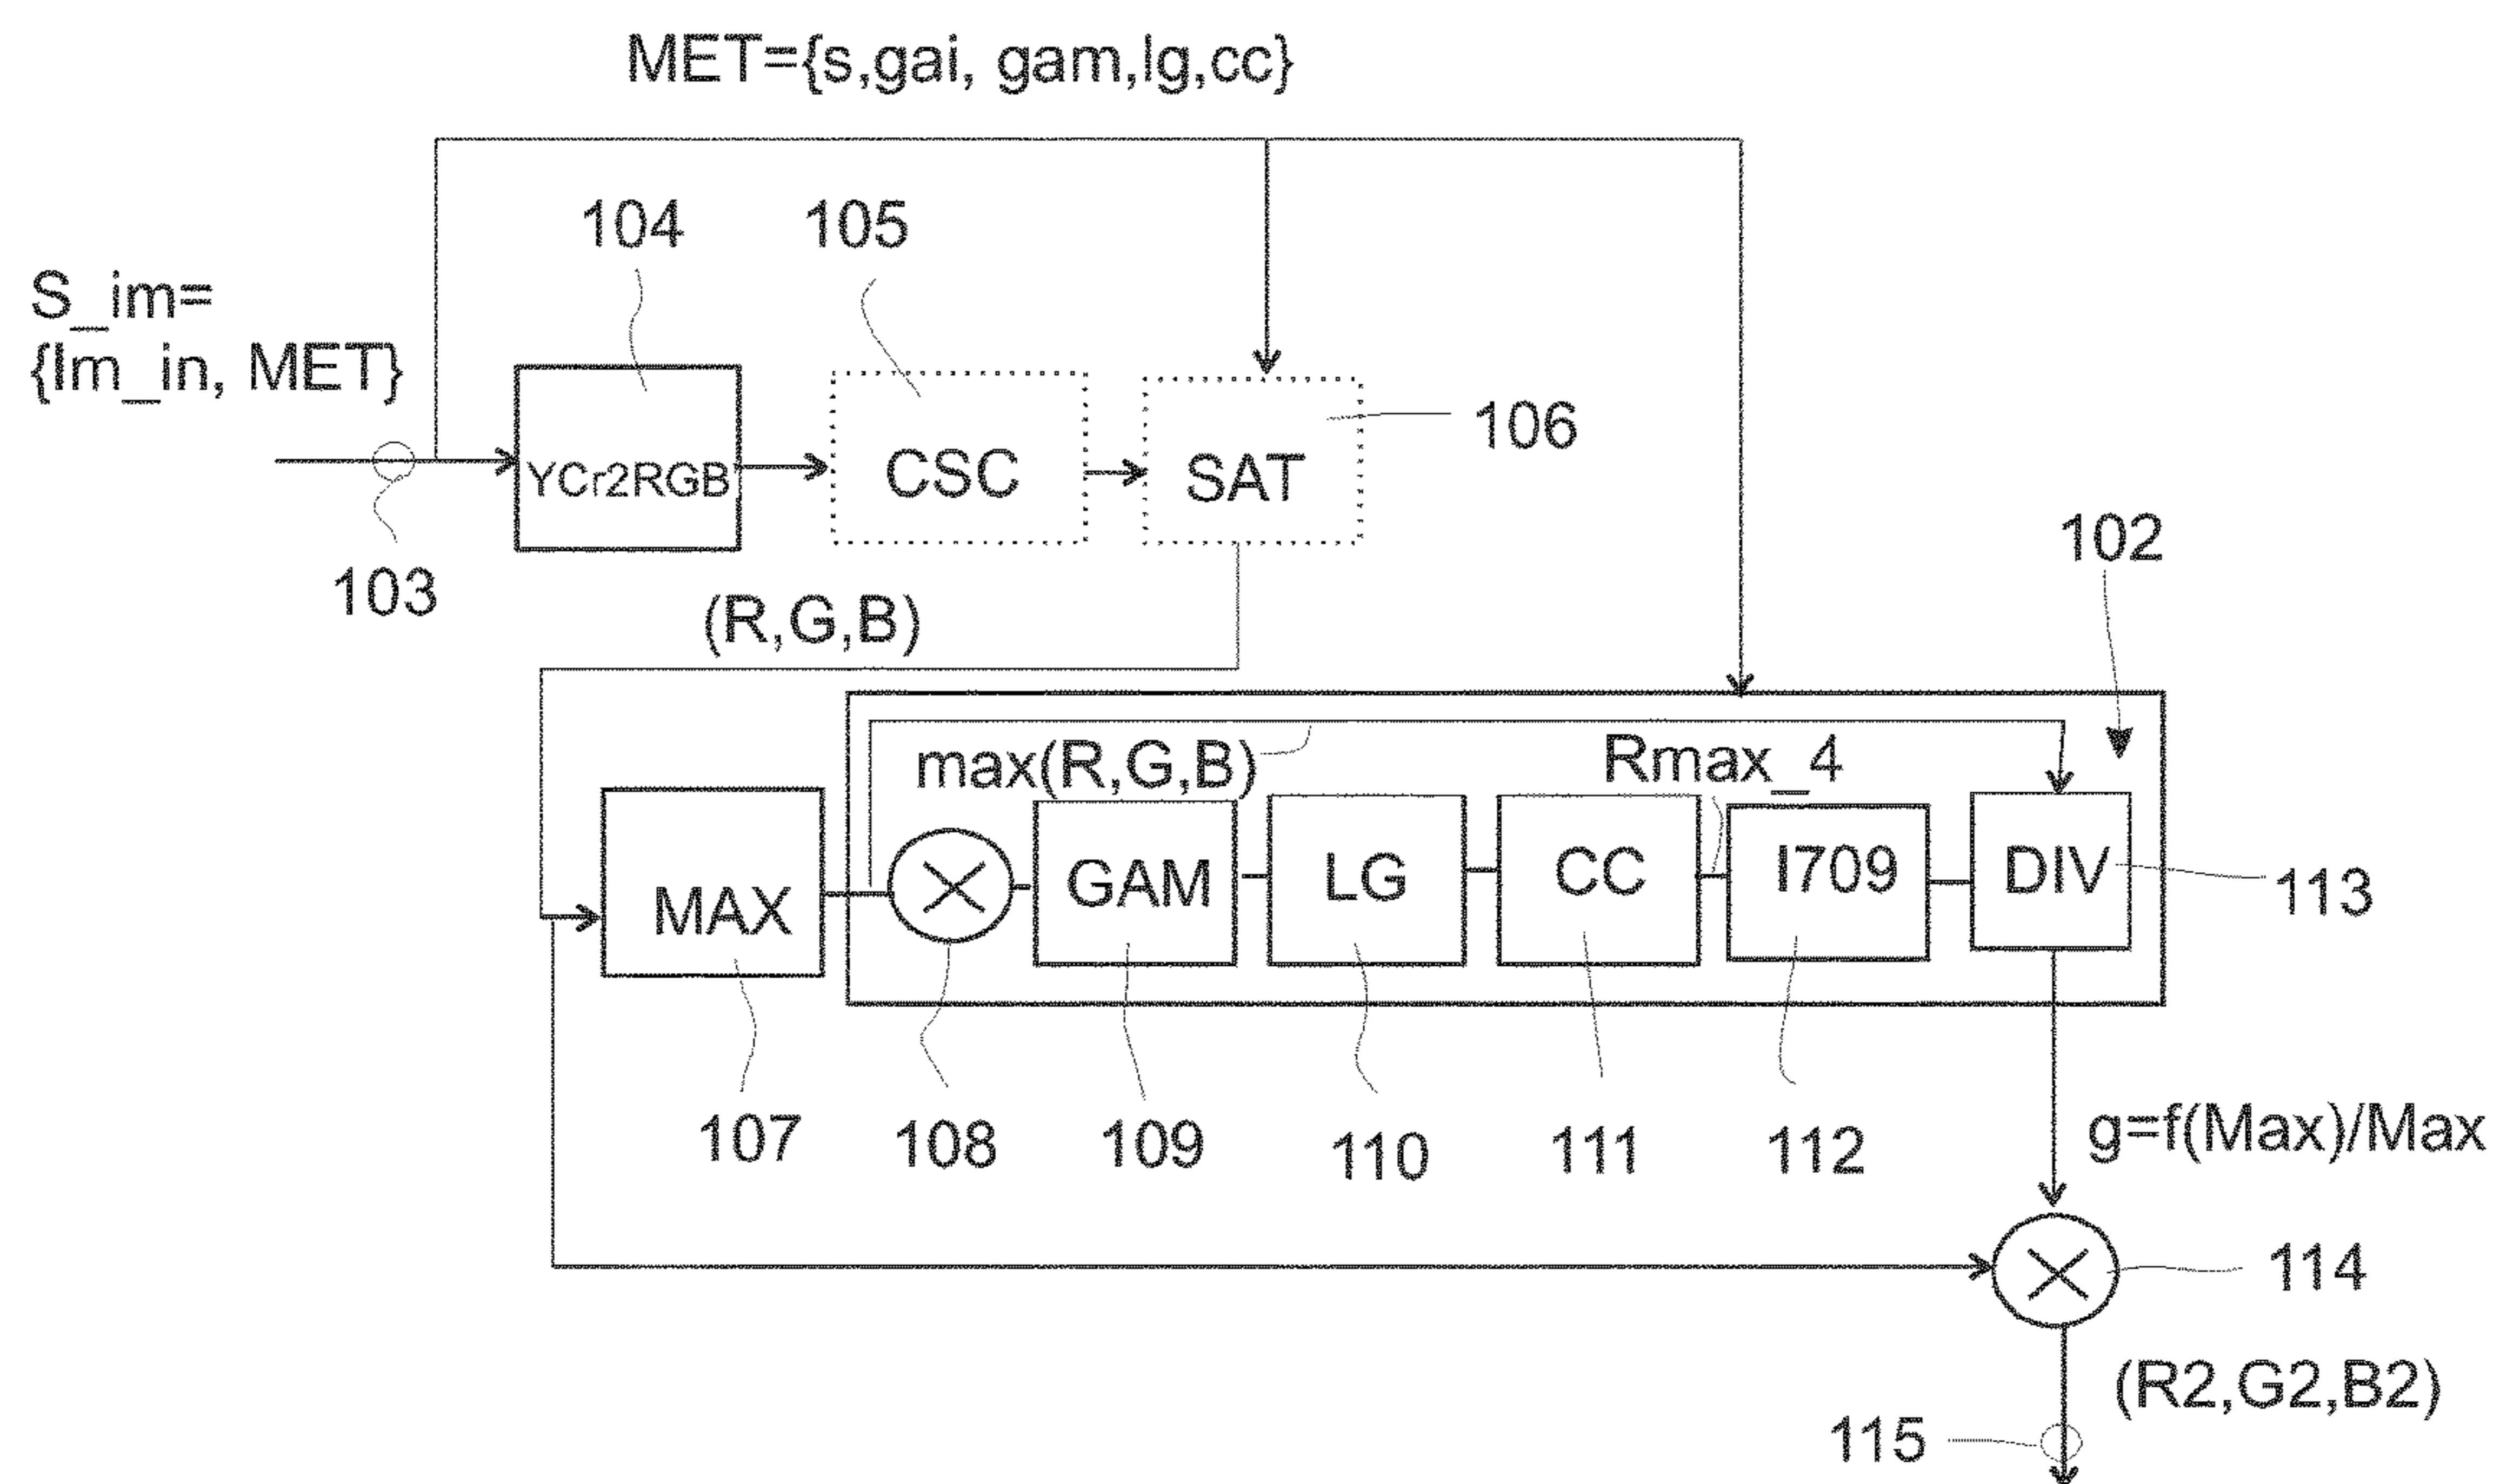 MET={s,gai, gam,lg,cc}
104
105
S_im=
{Im_in, MET}
106
YCr2RGB
CSC
SAT
102
103
(R,G,B)
max(R,G,B)
Rmax_4
MAX
GAM
LG
CC
I709
DIV
113
107
108
109
110
111
112
g=f(Max)/Max
114
(R2,G2,B2)
115